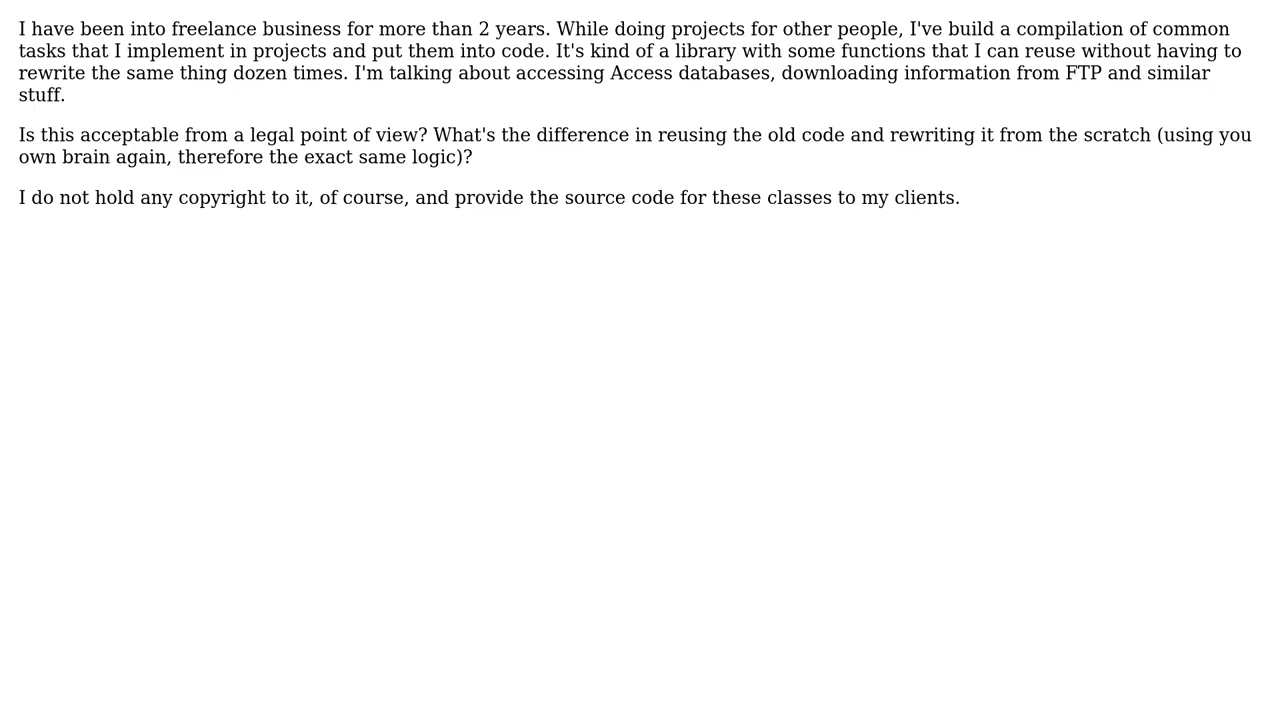 I have been into freelance business for more than 2 years. While doing projects for other people, I've build a compilation of common
tasks that I implement in projects and put them into code. It's kind of a library with some functions that I can reuse without having to
rewrite the same thing dozen times. I'm talking about accessing Access databases, downloading information from FTP and similar
stuff.
Is this acceptable from a legal point of view? What's the difference in reusing the old code and rewriting it from the scratch (using you
own brain again, therefore the exact same logic)?
I do not hold any copyright to it, of course, and provide the source code for these classes to my clients.